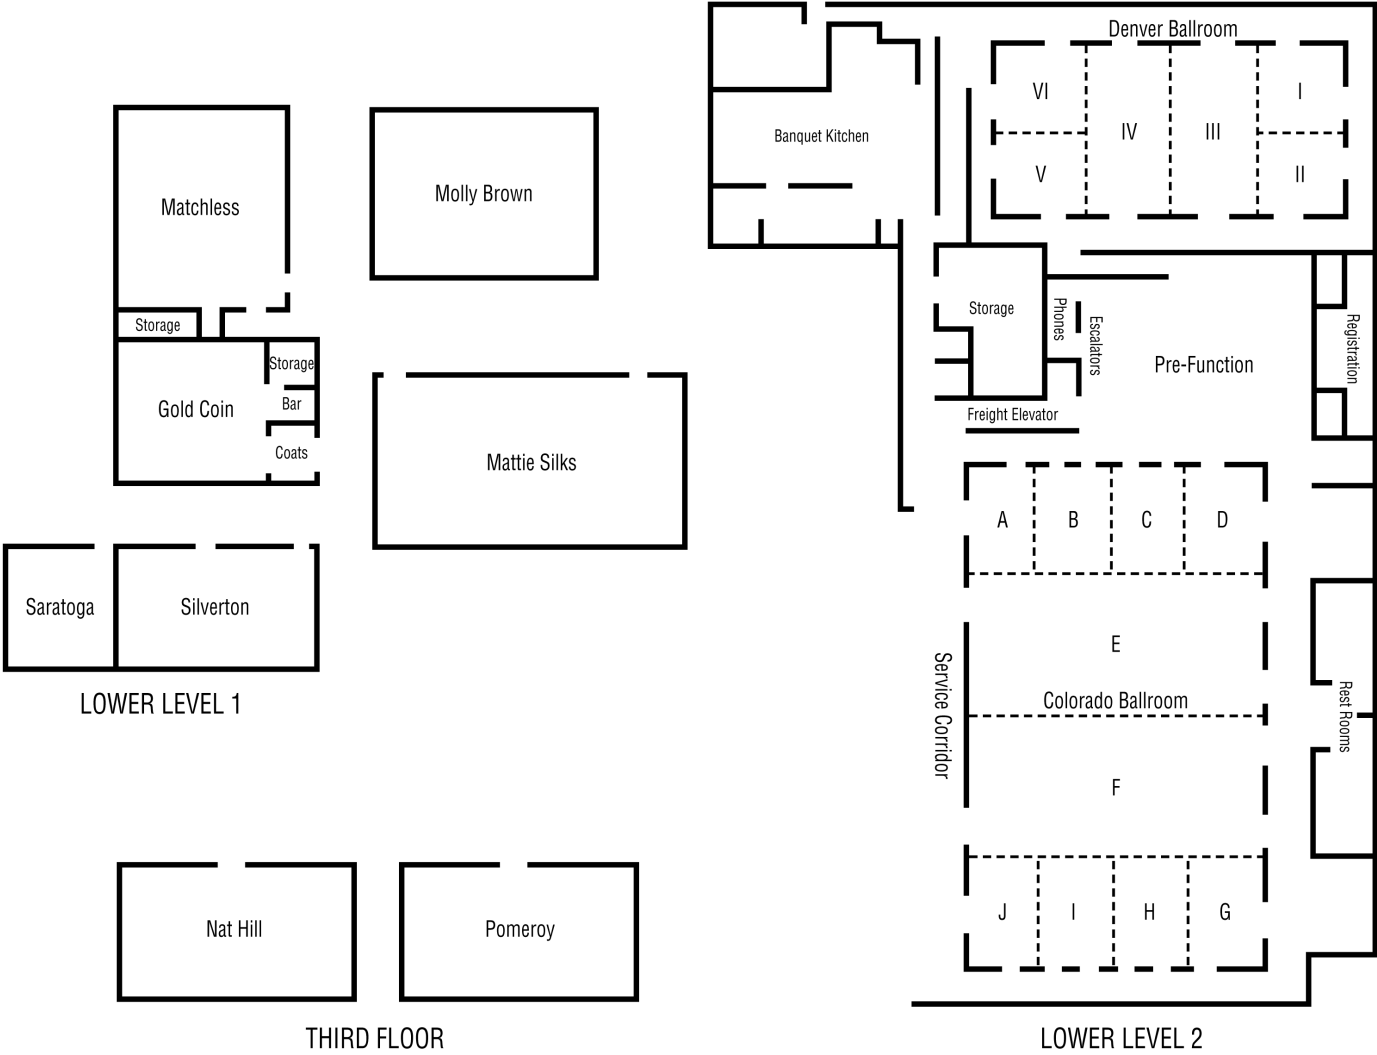 Matchless
Storage
Storage
Gold Coin
Bar
Coats
Saratoga
Silverton
LOWER LEVEL 1
Molly Brown
Mattie Silks
Nat Hill
Pomeroy
THIRD FLOOR
Denver Ballroom
VI
IV
III
I
V
II
Banquet Kitchen
Storage
Phones
Escalators
Pre-Function
Registration
Freight Elevator
A
B
C
D
E
Colorado Ballroom
Service Corridor
Rest Rooms
F
J
I
H
G
LOWER LEVEL 2